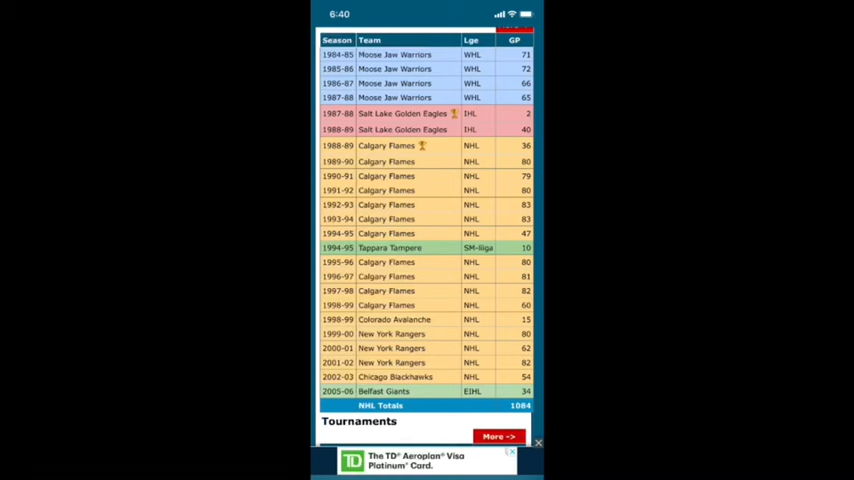 6:40
Season Team Lge GP
1984-85 Moose Jaw Warriors WHL 71
1985-86 Moose Jaw Warriors WHL 72
1986-87 Moose Jaw Warriors WHL 66
1987-88 Moose Jaw Warriors WHL 65
1987-88 Salt Lake Golden Eagles IHL 2
1988-89 Salt Lake Golden Eagles IHL 40
1988-89 Calgary Flames NHL 36
1989-90 Calgary Flames NHL 80
1990-91 Calgary Flames NHL 79
1991-92 Calgary Flames NHL 80
1992-93 Calgary Flames NHL 83
1993-94 Calgary Flames NHL 83
1994-95 Calgary Flames NHL 47
1994-95 Tappara Tampere SM-liiga 10
1995-96 Calgary Flames NHL 80
1996-97 Calgary Flames NHL 81
1997-98 Calgary Flames NHL 82
1998-99 Calgary Flames NHL 60
1998-99 Colorado Avalanche NHL 15
1999-00 New York Rangers NHL 80
2000-01 New York Rangers NHL 62
2001-02 New York Rangers NHL 82
2002-03 Chicago Blackhawks NHL 54
2005-06 Belfast Giants EIHL 34
NHL Totals 1084
Tournaments
More ->
TD
The TD® Aeroplan® Visa
Platinum* Card.